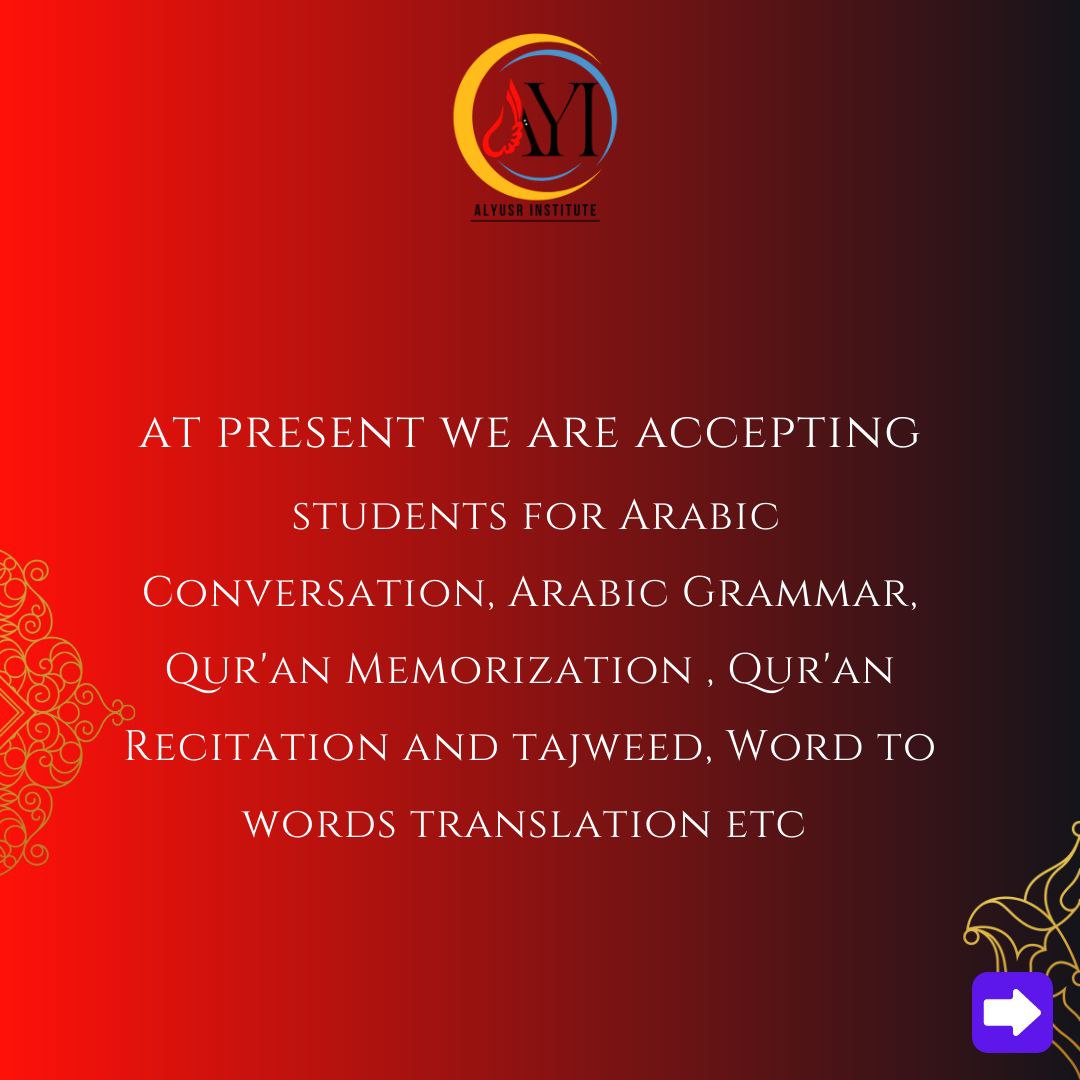 AYI
ALYUSR INSTITUTE
AT PRESENT WE ARE ACCEPTING
STUDENTS FOR ARABIC
CONVERSATION, ARABIC GRAMMAR,
QUR'AN MEMORIZATION , QUR'AN
RECITATION AND TAJWEED, WORD TO
WORDS TRANSLATION ETC